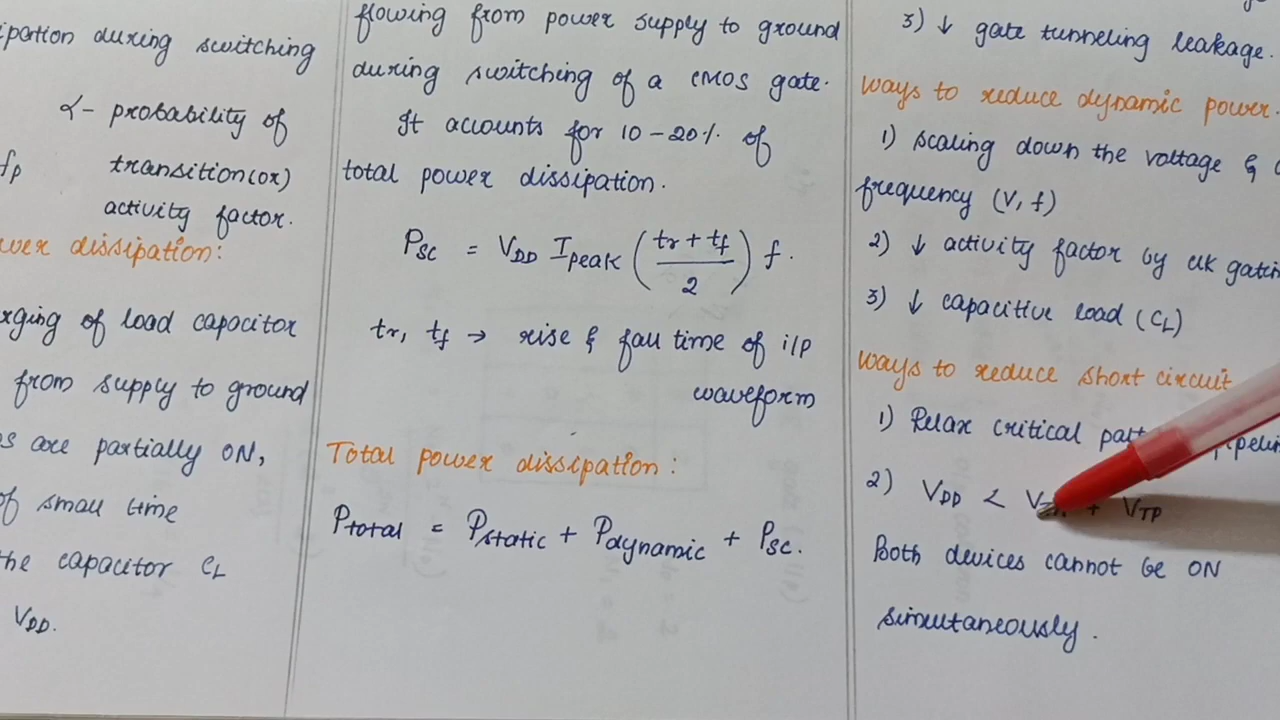 ipation during switching
α- probability of
fp transition(or)
activity factor.
wer dissipation:
rging of load capacitor
from supply to ground
s are partially ON,
of small time
the capacitor CL
VDD.
flowing from power supply to ground
during switching of a CMOS gate.
It accounts for 10-20% of
total power dissipation.
PSC = VDD Ipeak (tr + tf / 2) f.
tr, tf → rise & fall time of i/p
waveform
Total power dissipation:
Ptotal = Pstatic + Pdynamic + PSC.
3) ↓ gate tunneling leakage.
Ways to reduce dynamic power.
1) scaling down the voltage &
frequency (V, f)
2) ↓ activity factor by clk gatin
3) ↓ capacitive load (CL)
Ways to reduce short circuit
1) Relax critical pat
2) VDD < V + VTP
Both devices cannot be ON
simultaneously.